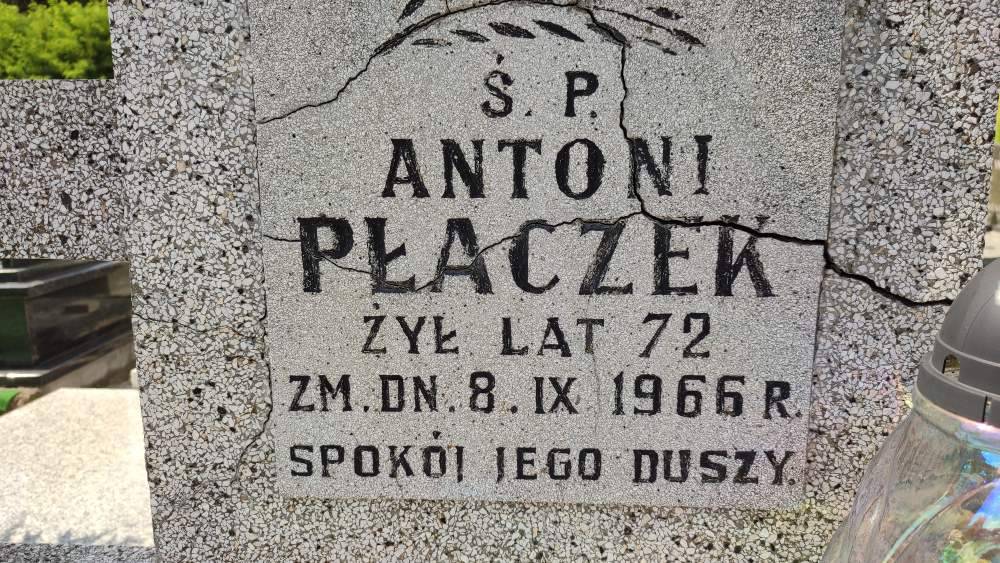 Ś. P.
ANTONI
PŁACZEK
ŻYŁ LAT 72
ZM. DN. 8. IX 1966 R.
SPOKÓJ JEGO DUSZY.